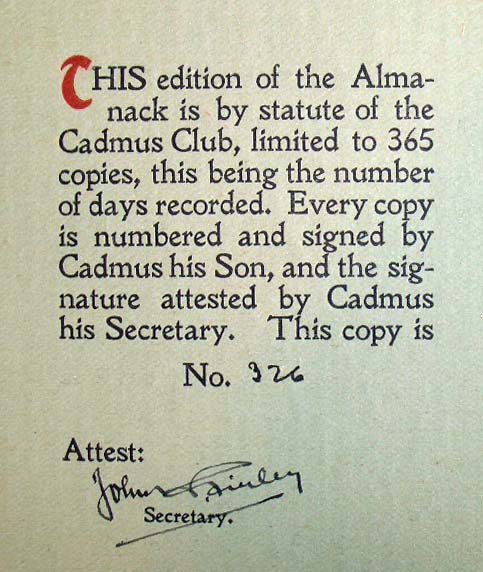 THIS edition of the Alma-
nack is by statute of the
Cadmus Club, limited to 365
copies, this being the number
of days recorded. Every copy
is numbered and signed by
Cadmus his Son, and the sig-
nature attested by Cadmus
his Secretary. This copy is
No. 326
Attest:
John
Secretary.